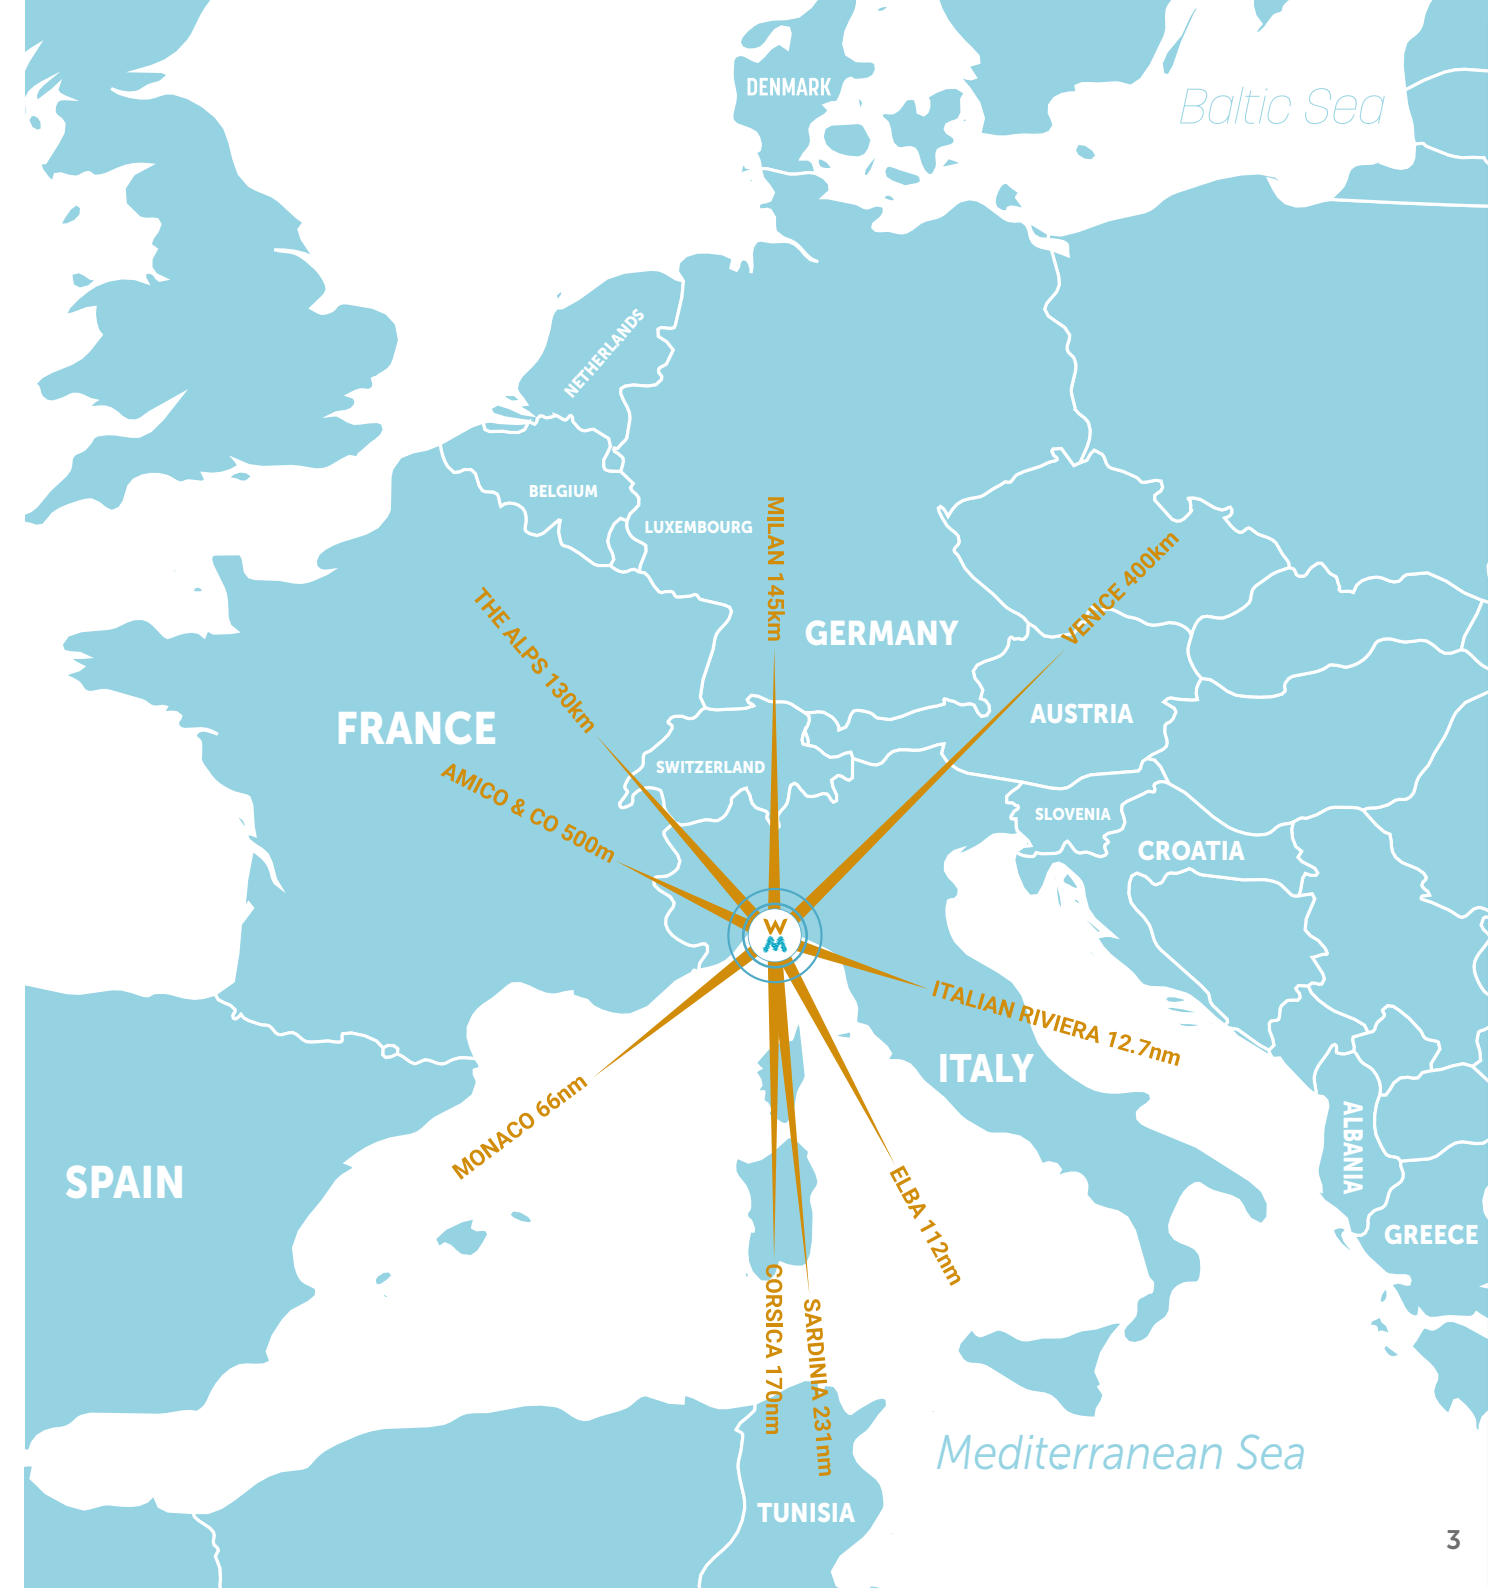 DENMARK
Baltic Sea
NETHERLANDS
BELGIUM
LUXEMBOURG
MILAN 145km
VENICE 400km
THE ALPS 130km
GERMANY
FRANCE
AUSTRIA
SWITZERLAND
AMICO & CO 500m
SLOVENIA
CROATIA
W
M
ITALIAN RIVIERA 12.7nm
ITALY
MONACO 66nm
ALBANIA
SPAIN
ELBA 112nm
GREECE
CORSICA 170nm
SARDINIA 231nm
Mediterranean Sea
TUNISIA
3